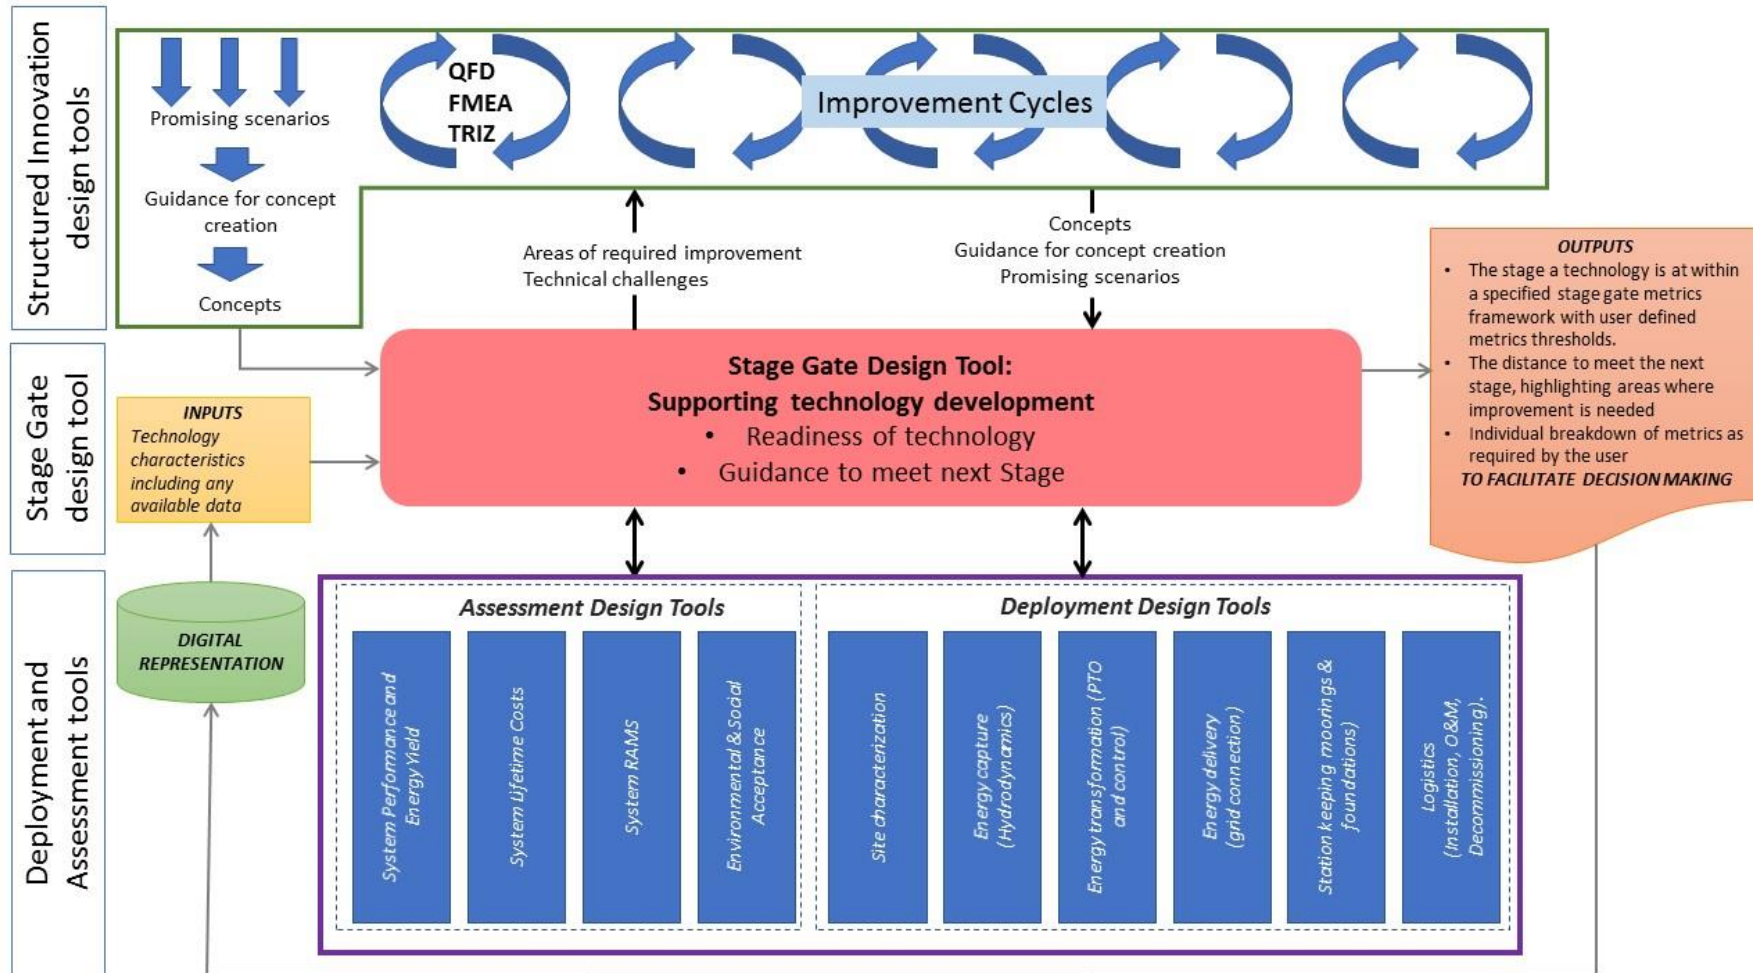 Structured Innovation
design tools
Promising scenarios
Guidance for concept
creation
Concepts
QFD
FMEA
TRIZ
Improvement Cycles
Areas of required improvement
Technical challenges
Concepts
Guidance for concept creation
Promising scenarios
Stage Gate
design tool
INPUTS
Technology
characteristics
including any
available data
Stage Gate Design Tool:
Supporting technology development
• Readiness of technology
• Guidance to meet next Stage
OUTPUTS
• The stage a technology is at within
a specified stage gate metrics
framework with user defined
metrics thresholds.
• The distance to meet the next
stage, highlighting areas where
improvement is needed
• Individual breakdown of metrics as
required by the user
TO FACILITATE DECISION MAKING
Deployment and
Assessment tools
DIGITAL
REPRESENTATION
Assessment Design Tools
System Performance and
Energy Yield
System Lifetime Costs
System RAMS
Environmental & Social
Acceptance
Deployment Design Tools
Site characterization
Energy capture
(Hydrodynamics)
Energy transformation (PTO
and control)
Energy delivery
(grid connection)
Station keeping moorings &
foundations)
Logistics
(Installation, O&M,
Decommissioning).